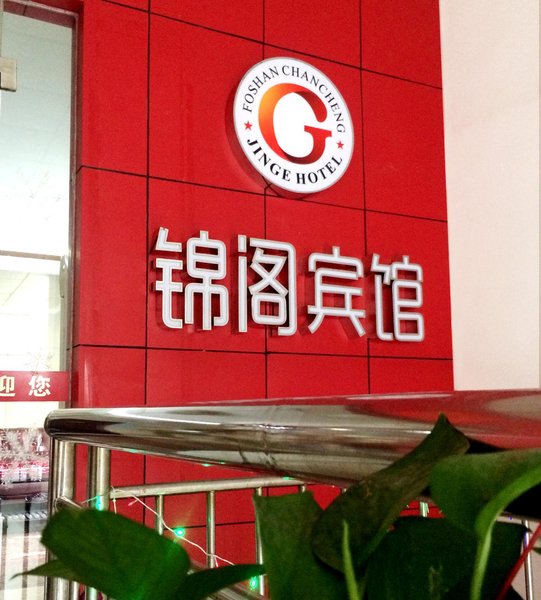 FOSHAN CHANCHENG
G
JINGE HOTEL
锦阁宾馆
迎您